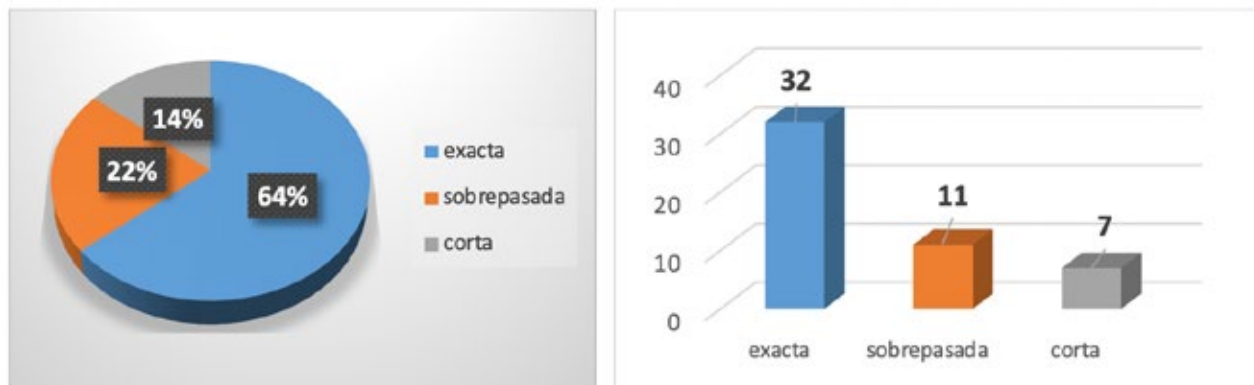 14%
22%
64%
exacta
sobrepasada
corta
40
30
20
10
0
32
11
7
exacta
sobrepasada
corta